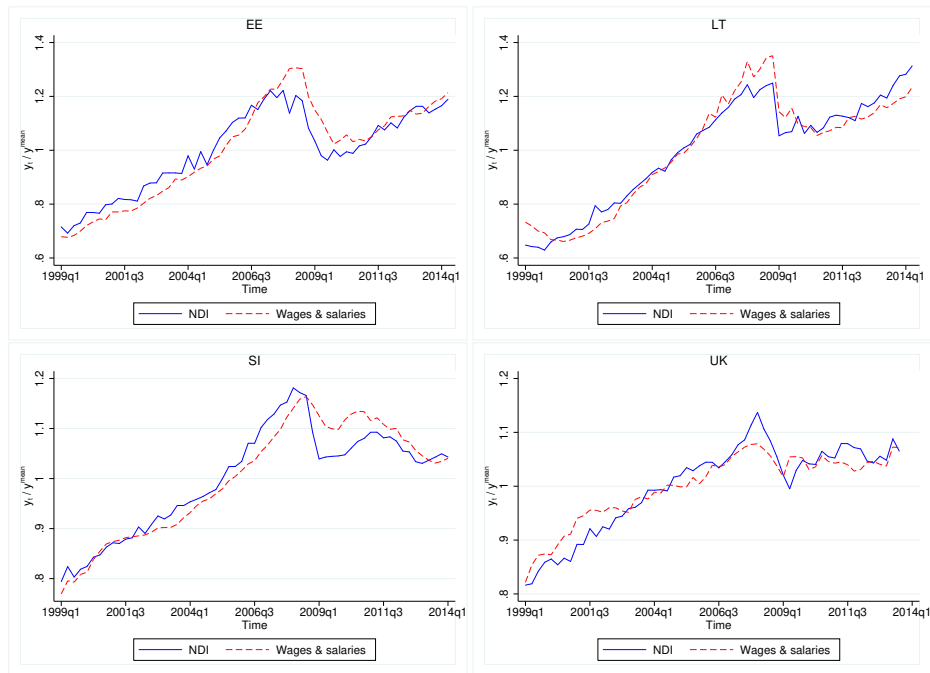 EE
y_t / y^mean
1.4
1.2
1
.8
.6
1999q1 2001q3 2004q1 2006q3 2009q1 2011q3 2014q1
Time
NDI Wages & salaries
LT
y_t / y^mean
1.4
1.2
1
.8
.6
1999q1 2001q3 2004q1 2006q3 2009q1 2011q3 2014q1
Time
NDI Wages & salaries
SI
y_t / y^mean
1.2
1.1
1
.9
.8
1999q1 2001q3 2004q1 2006q3 2009q1 2011q3 2014q1
Time
NDI Wages & salaries
UK
y_t / y^mean
1.2
1.1
1
.9
.8
1999q1 2001q3 2004q1 2006q3 2009q1 2011q3 2014q1
Time
NDI Wages & salaries